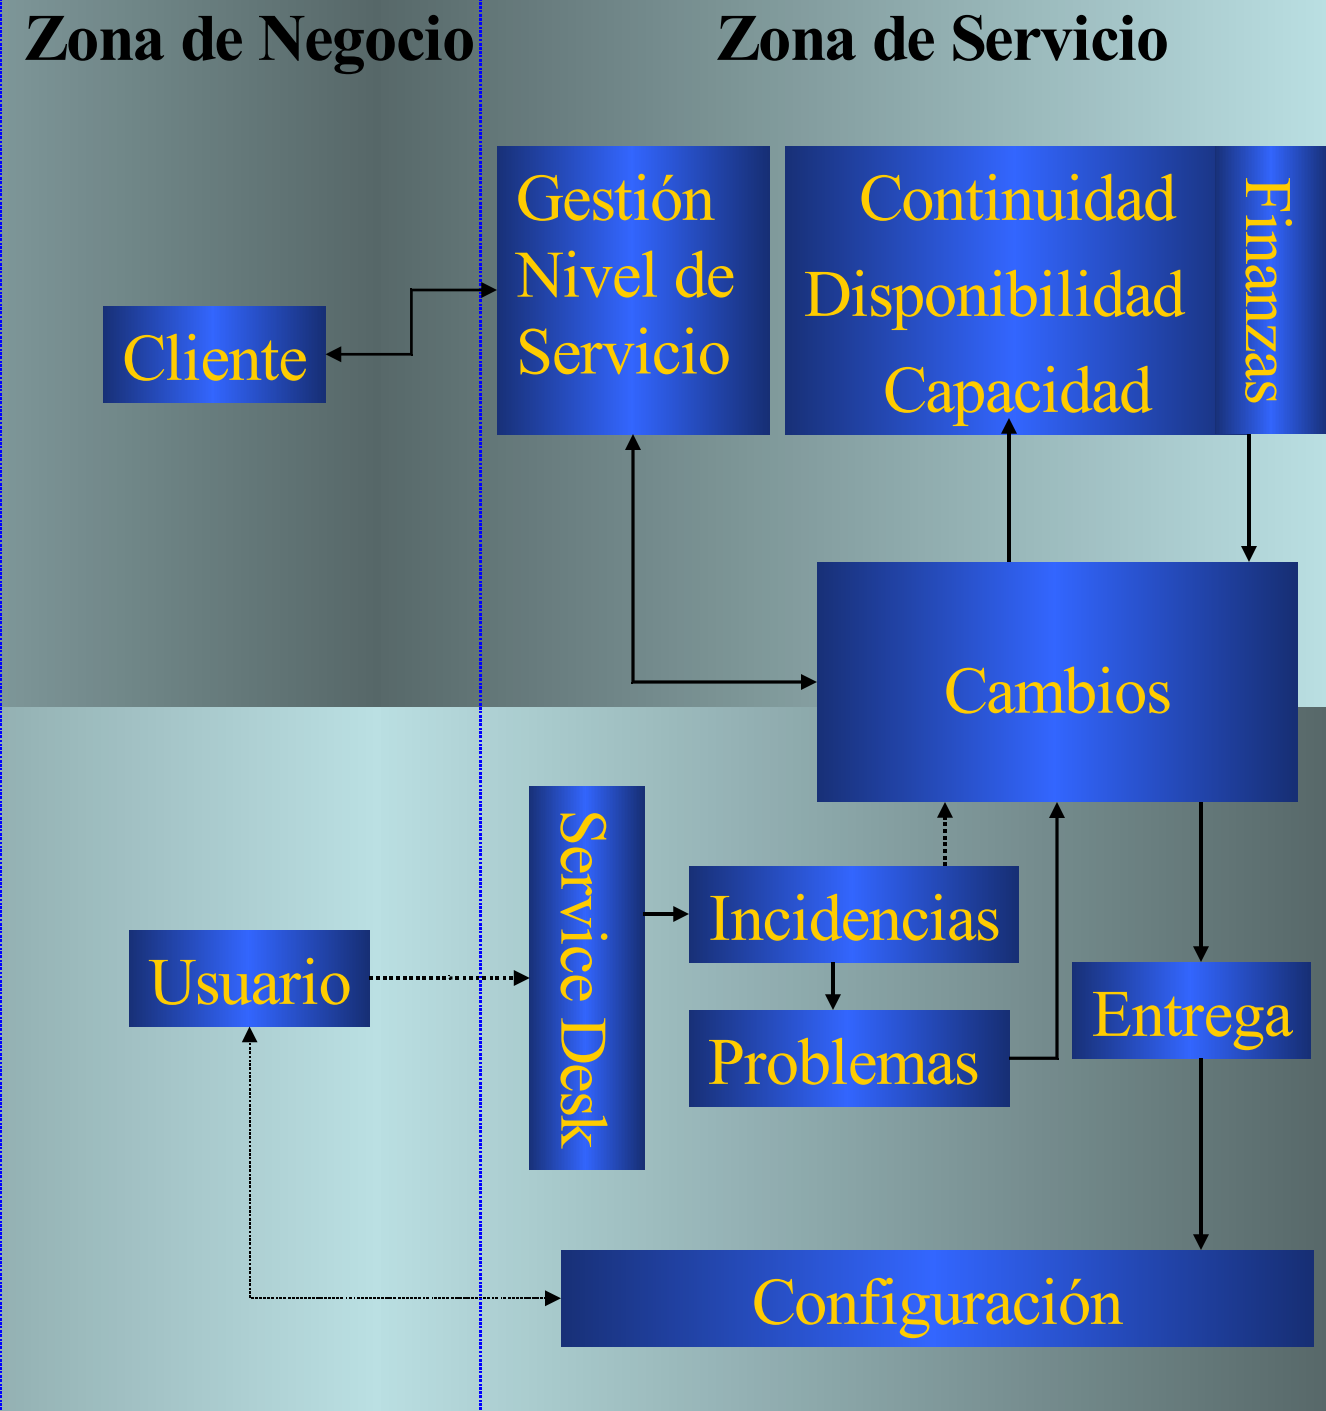 Zona de Negocio
Zona de Servicio
Gestión
Nivel de
Servicio
Continuidad
Disponibilidad
Capacidad
Finanzas
Cliente
Cambios
Service Desk
Incidencias
Usuario
Entrega
Problemas
Configuración